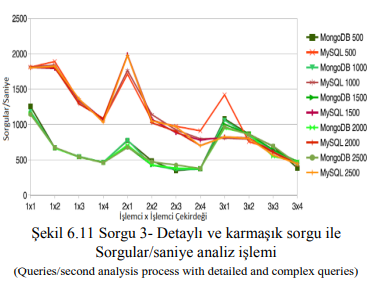 2500
2000
1500
1000
500
0
Sorgular/Saniye
1x1 1x2 1x3 1x4 2x1 2x2 2x3 2x4 3x1 3x2 3x3 3x4
İşlemci x İşlemci Çekirdeği
MongoDB 500
MySQL 500
MongoDB 1000
MySQL 1000
MongoDB 1500
MySQL 1500
MongoDB 2000
MySQL 2000
MongoDB 2500
MySQL 2500
Şekil 6.11 Sorgu 3- Detaylı ve karmaşık sorgu ile
Sorgular/saniye analiz işlemi
(Queries/second analysis process with detailed and complex queries)